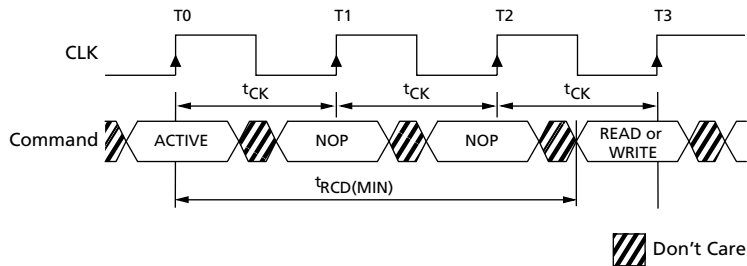 T0 T1 T2 T3
CLK
tCK tCK tCK
Command ACTIVE NOP NOP READ or WRITE
tRCD(MIN)
Don't Care